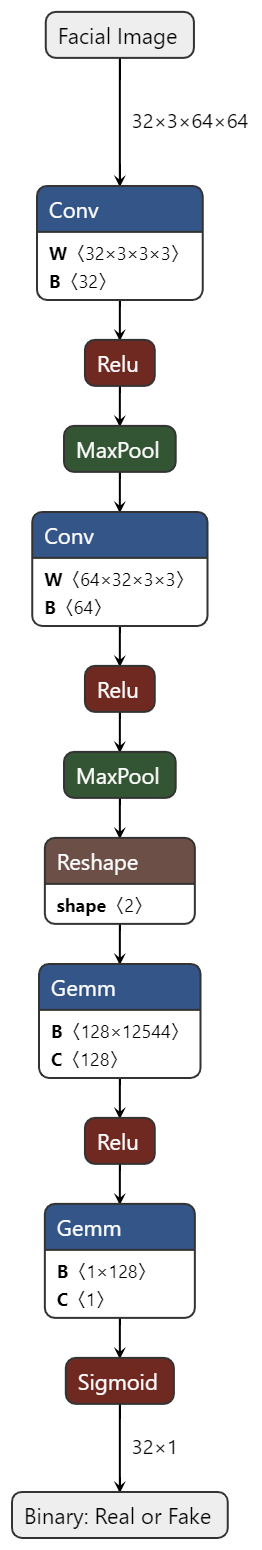 Facial Image
32×3×64×64
Conv
W 〈32×3×3×3〉
B 〈32〉
Relu
MaxPool
Conv
W 〈64×32×3×3〉
B 〈64〉
Relu
MaxPool
Reshape
shape 〈2〉
Gemm
B 〈128×12544〉
C 〈128〉
Relu
Gemm
B 〈1×128〉
C 〈1〉
Sigmoid
32×1
Binary: Real or Fake